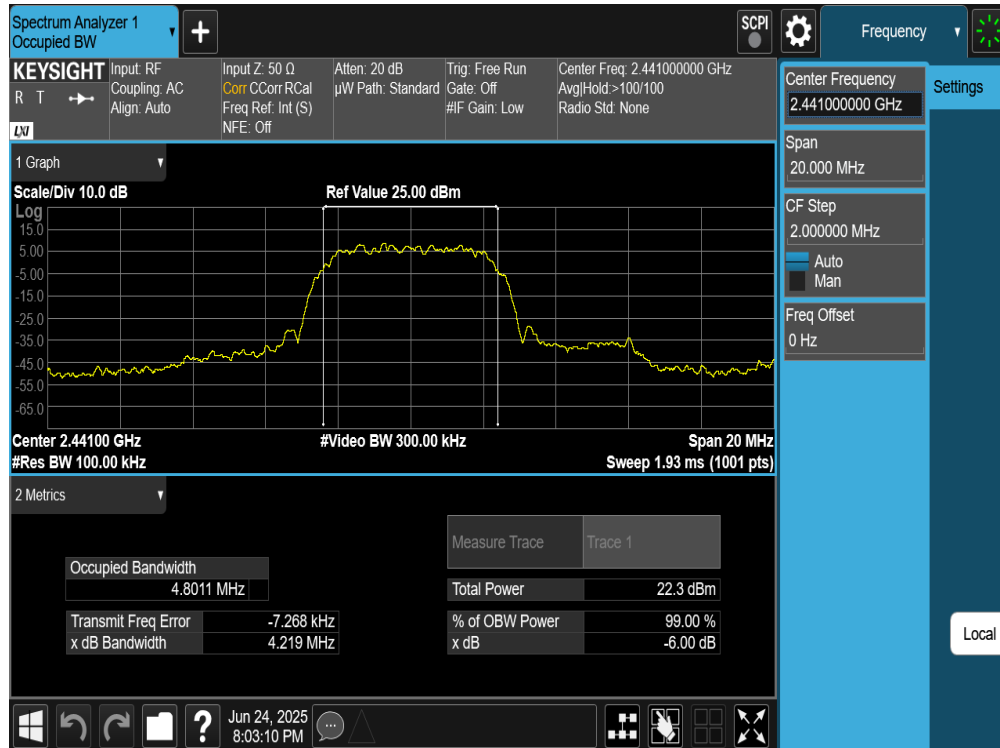 Spectrum Analyzer 1
Occupied BW
+
SCPI
Frequency
KEYSIGHT
R T
LXI
Input: RF
Coupling: AC
Align: Auto
Input Z: 50 Ω
Corr CCorr RCal
Freq Ref: Int (S)
NFE: Off
Atten: 20 dB
µW Path: Standard
Trig: Free Run
Gate: Off
#IF Gain: Low
Center Freq: 2.441000000 GHz
Avg|Hold:>100/100
Radio Std: None
Center Frequency
2.441000000 GHz
Settings
Span
20.000 MHz
CF Step
2.000000 MHz
Auto
Man
Freq Offset
0 Hz
Local
1 Graph
Scale/Div 10.0 dB
Ref Value 25.00 dBm
Log
15.0
5.00
-5.00
-15.0
-25.0
-35.0
-45.0
-55.0
-65.0
Center 2.44100 GHz
#Video BW 300.00 kHz
Span 20 MHz
#Res BW 100.00 kHz
Sweep 1.93 ms (1001 pts)
2 Metrics
Measure Trace
Trace 1
Occupied Bandwidth
4.8011 MHz
Total Power
22.3 dBm
Transmit Freq Error
-7.268 kHz
% of OBW Power
99.00 %
x dB Bandwidth
4.219 MHz
x dB
-6.00 dB
?
Jun 24, 2025
8:03:10 PM